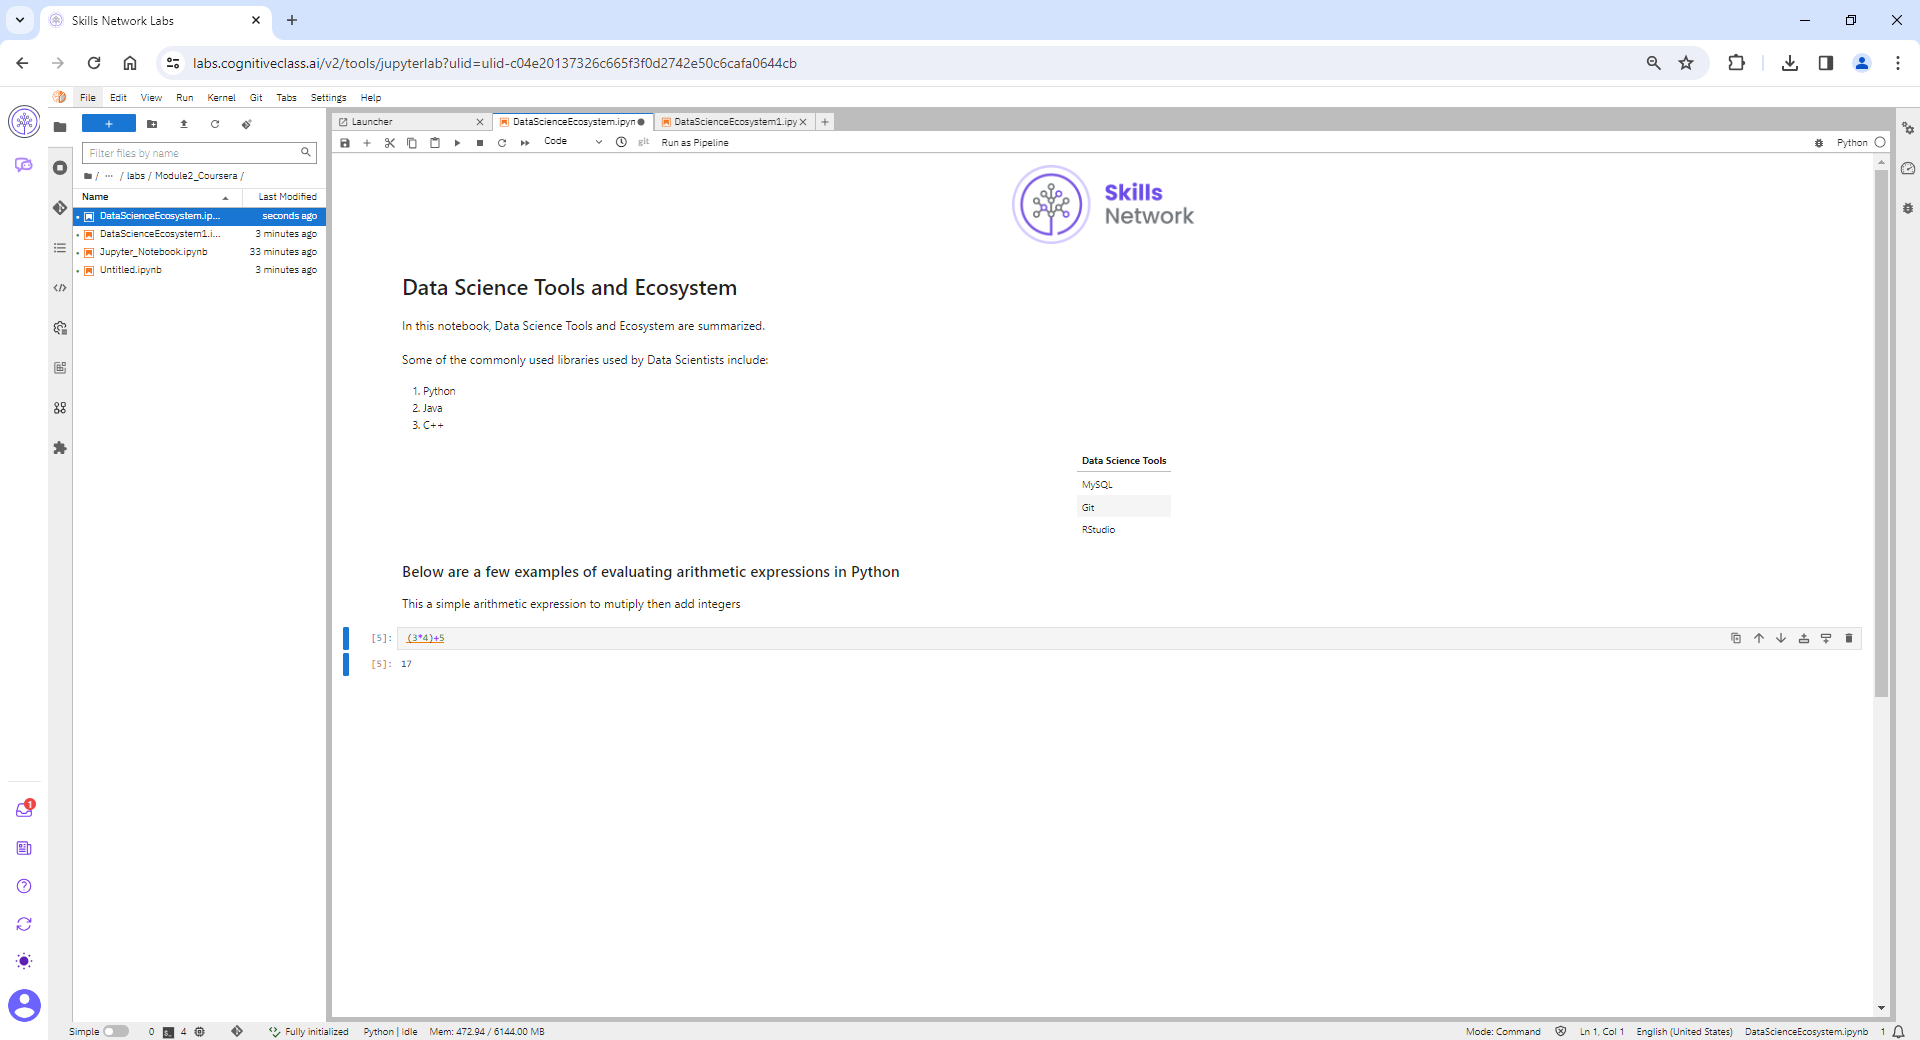 Skills Network Labs
labs.cognitiveclass.ai/v2/tools/jupyterlab?ulid=ulid-c04e20137326c665f3f0d2742e50c6cafa0644cb
File Edit View Run Kernel Git Tabs Settings Help
Launcher
DataScienceEcosystem.ipyn
DataScienceEcosystem1.ipy
Code
git
Run as Pipeline
Python
Filter files by name
/ ··· / labs / Module2_Coursera /
Name Last Modified
DataScienceEcosystem.ip... seconds ago
DataScienceEcosystem1.i... 3 minutes ago
Jupyter_Notebook.ipynb 33 minutes ago
Untitled.ipynb 3 minutes ago
Skills
Network
Data Science Tools and Ecosystem
In this notebook, Data Science Tools and Ecosystem are summarized.
Some of the commonly used libraries used by Data Scientists include:
1. Python
2. Java
3. C++
Data Science Tools
MySQL
Git
RStudio
Below are a few examples of evaluating arithmetic expressions in Python
This a simple arithmetic expression to mutiply then add integers
[5]: (3*4)+5
[5]: 17
1
Simple 0 4 Fully initialized Python | Idle Mem: 472.94 / 6144.00 MB Mode: Command Ln 1, Col 1 English (United States) DataScienceEcosystem.ipynb 1